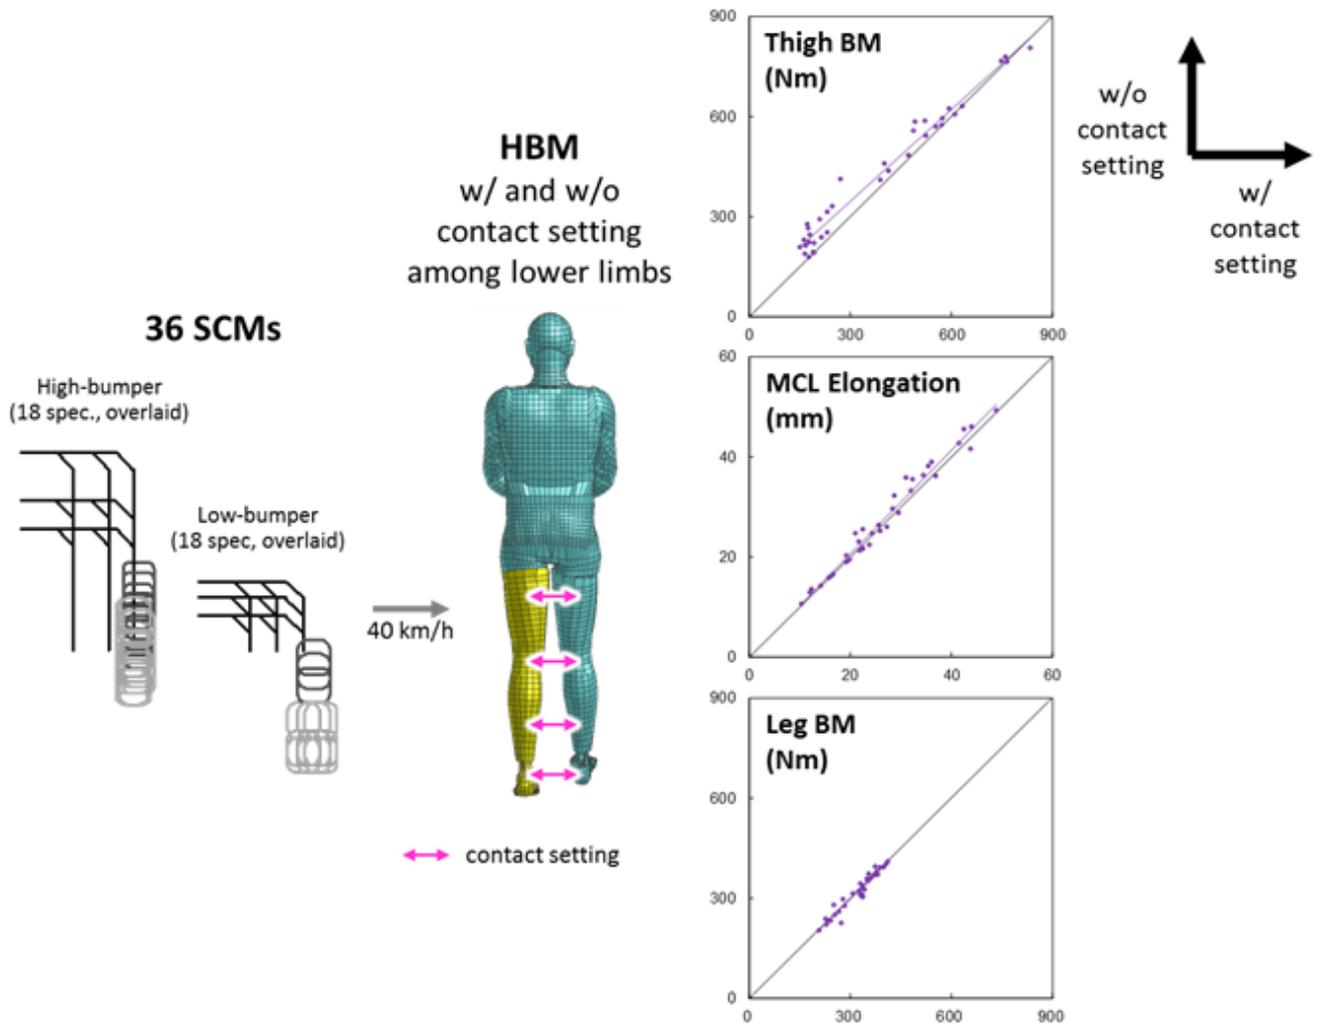 36 SCMs
High-bumper
(18 spec., overlaid)
Low-bumper
(18 spec, overlaid)
40 km/h
HBM
w/ and w/o
contact setting
among lower limbs
contact setting
900
600
300
0
0
300
600
900
Thigh BM
(Nm)
w/o
contact
setting
w/
contact
setting
60
40
20
0
0
20
40
60
MCL Elongation
(mm)
900
600
300
0
0
300
600
900
Leg BM
(Nm)